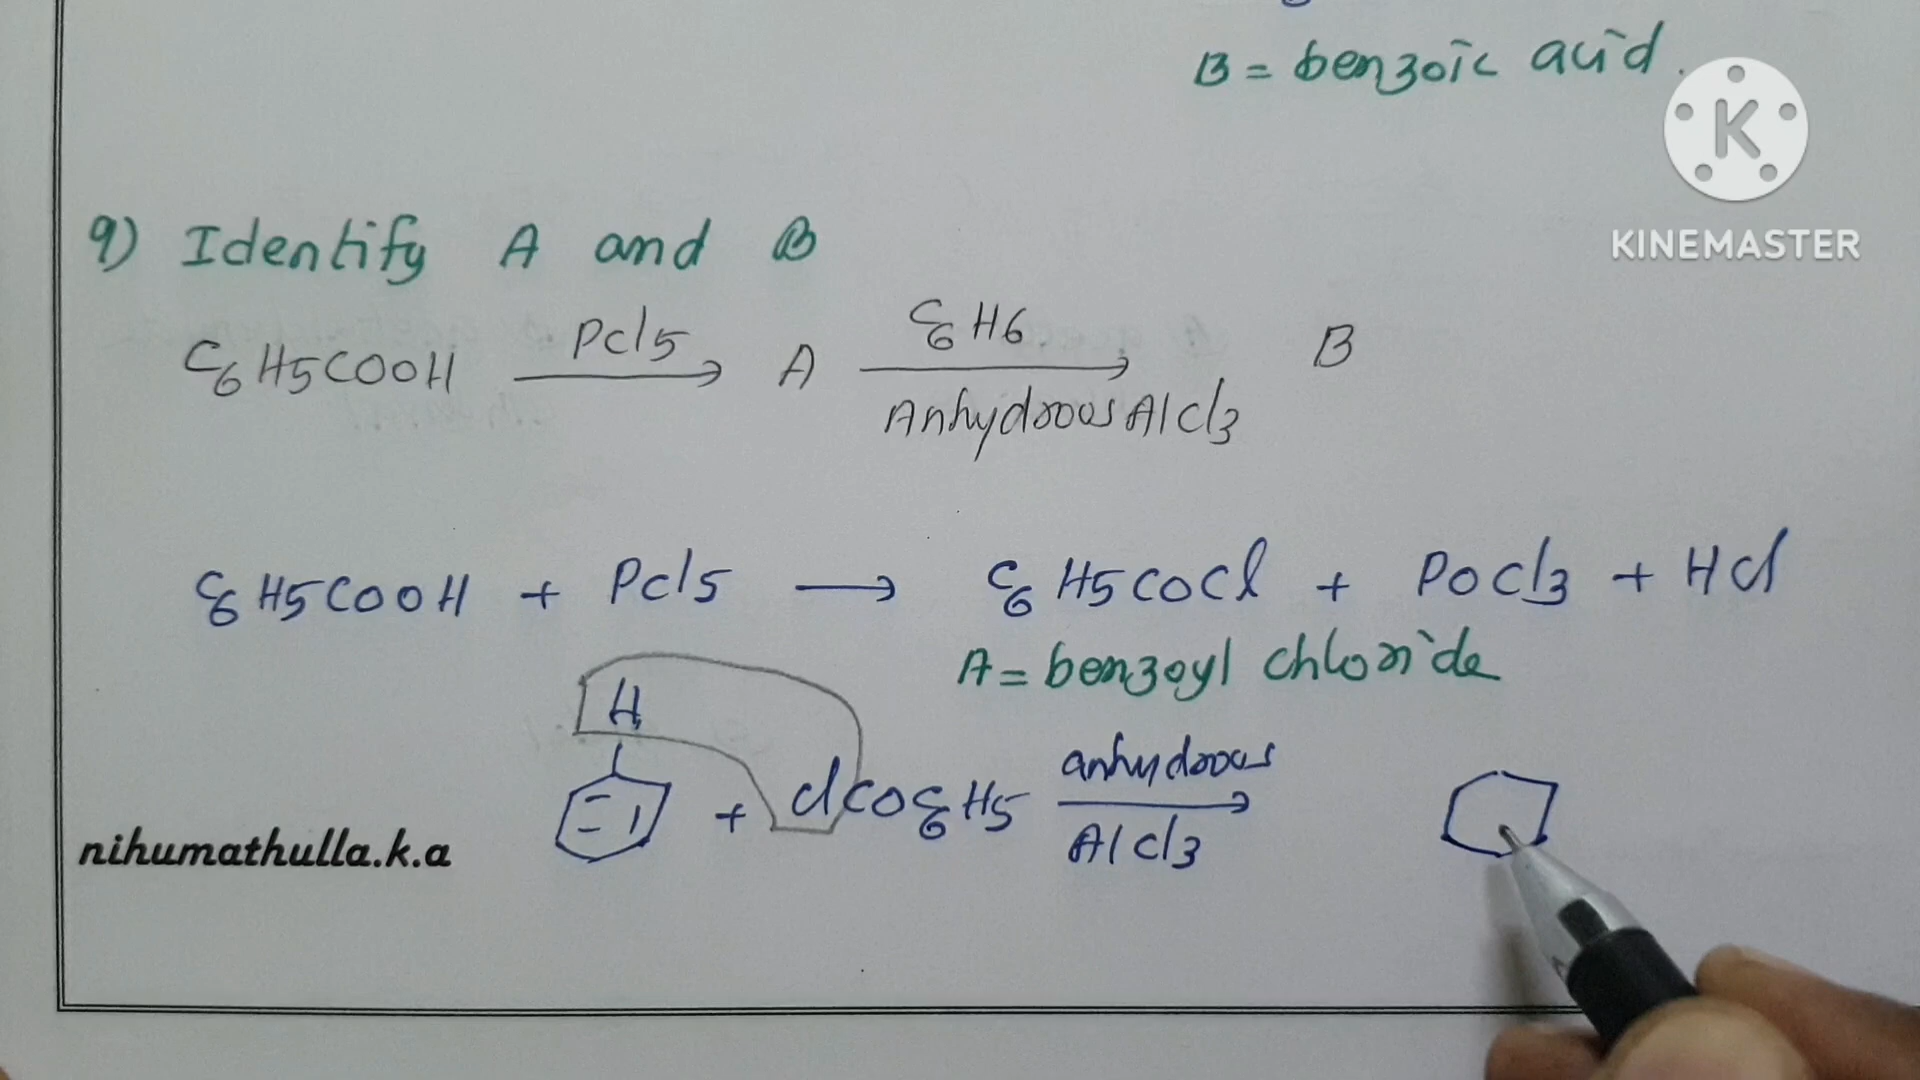 B = benzoic acid.
KINEMASTER
9) Identify A and B
C6H5COOH PCl5 → A C6H6 → B
Anhydrous AlCl3
C6H5COOH + PCl5 → C6H5COCl + POCl3 + HCl
A = benzoyl chloride
H
anhydrous
+ ClCOC6H5 →
AlCl3
nihumathulla.k.a